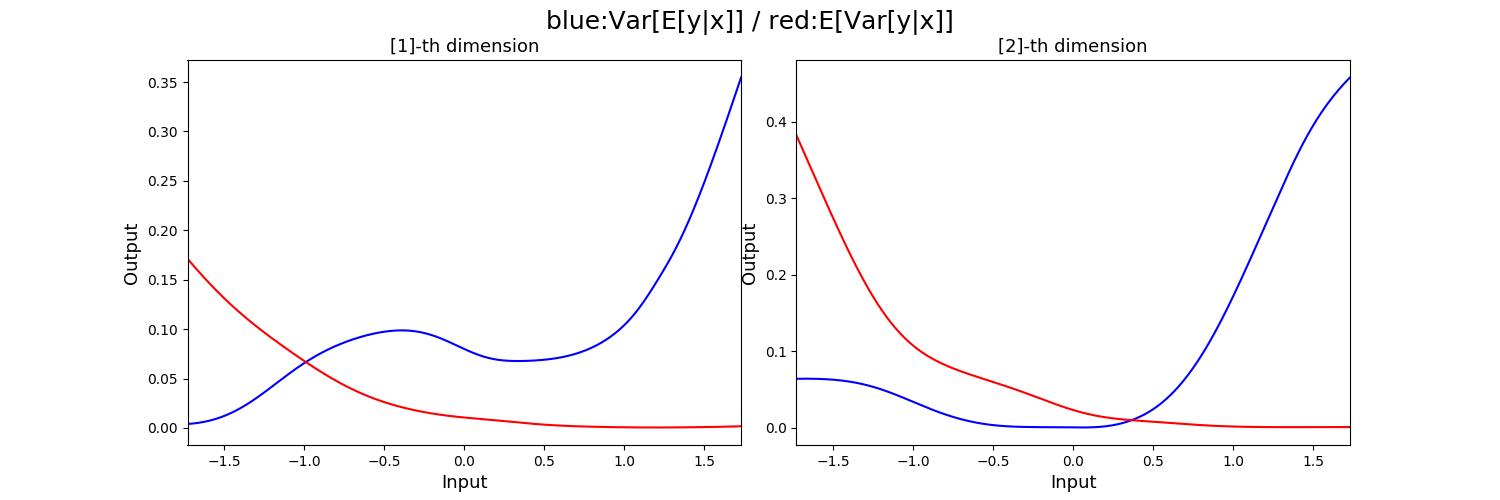 blue:Var[E[y|x]] / red:E[Var[y|x]]
[1]-th dimension
0.35
0.30
0.25
0.20
0.15
0.10
0.05
0.00
Output
−1.5 −1.0 −0.5 0.0 0.5 1.0 1.5
Input
[2]-th dimension
0.4
0.3
0.2
0.1
0.0
Output
−1.5 −1.0 −0.5 0.0 0.5 1.0 1.5
Input